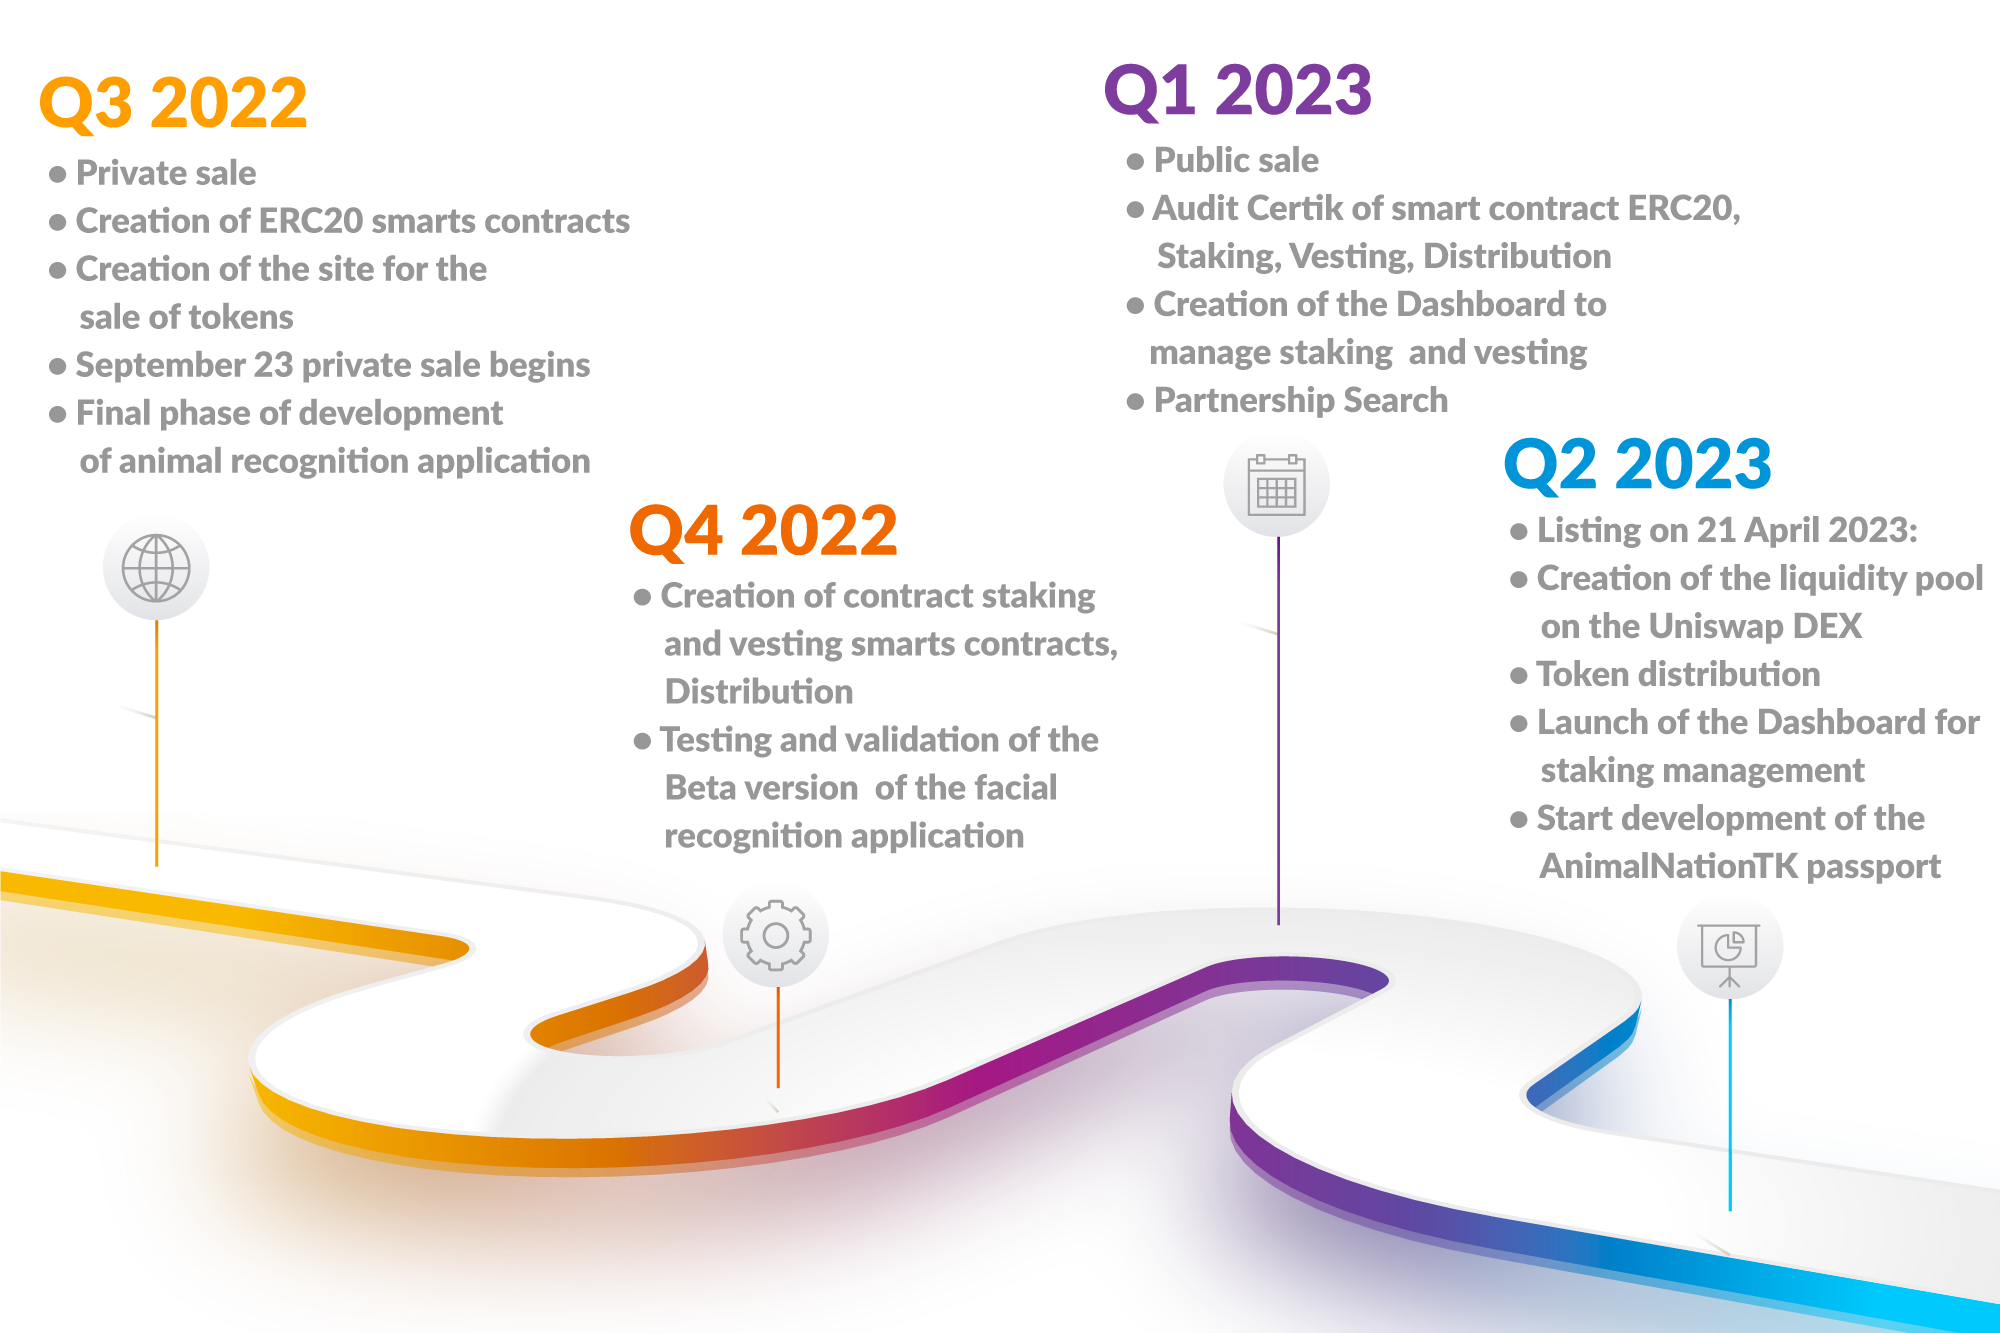 Q3 2022
● Private sale
● Creation of ERC20 smarts contracts
● Creation of the site for the
sale of tokens
● September 23 private sale begins
● Final phase of development
of animal recognition application
Q4 2022
● Creation of contract staking
and vesting smarts contracts,
Distribution
● Testing and validation of the
Beta version of the facial
recognition application
Q1 2023
● Public sale
● Audit Certik of smart contract ERC20,
Staking, Vesting, Distribution
● Creation of the Dashboard to
manage staking and vesting
● Partnership Search
Q2 2023
● Listing on 21 April 2023:
● Creation of the liquidity pool
on the Uniswap DEX
● Token distribution
● Launch of the Dashboard for
staking management
● Start development of the
AnimalNationTK passport